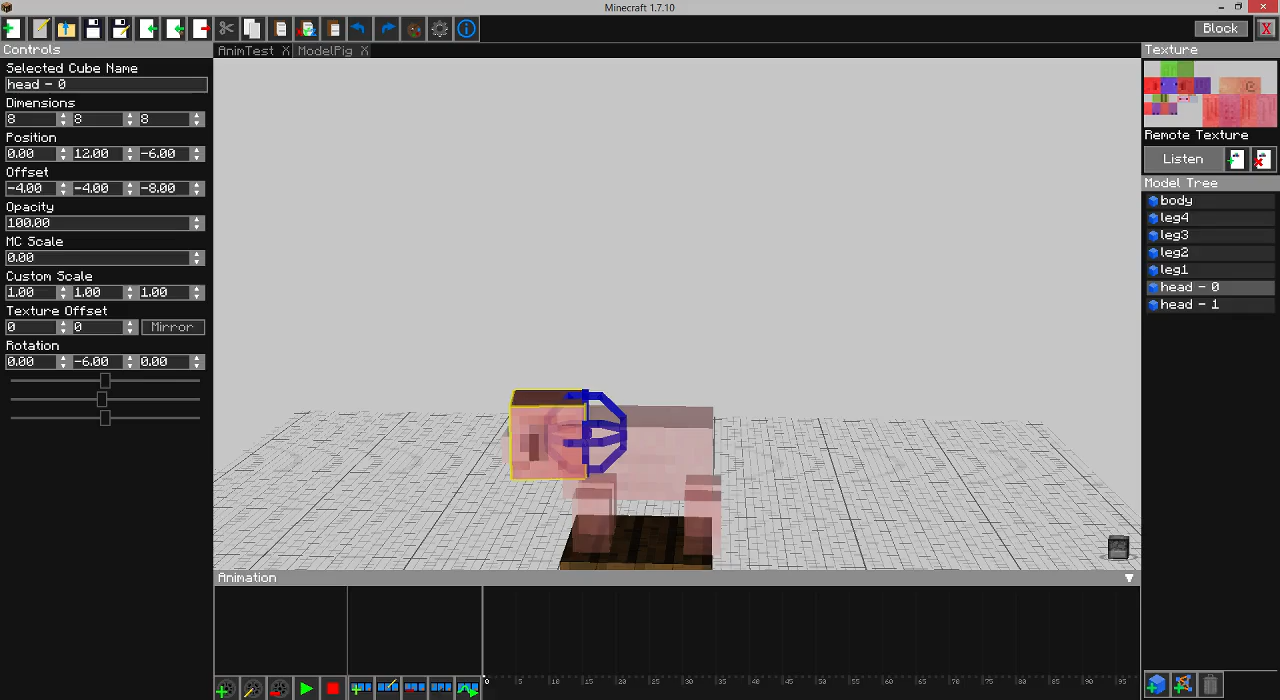 Minecraft 1.7.10
Block
X
Controls
AnimTest X ModelPig X
Texture
Selected Cube Name
head - 0
Dimensions
8 8 8
Position
0.00 12.00 -6.00
Offset
-4.00 -4.00 -8.00
Opacity
100.00
MC Scale
0.00
Custom Scale
1.00 1.00 1.00
Texture Offset
0 0 Mirror
Rotation
0.00 -6.00 0.00
Remote Texture
Listen
Model Tree
body
leg4
leg3
leg2
leg1
head - 0
head - 1
Animation
0 5 10 15 20 25 30 35 40 45 50 55 60 65 70 75 80 85 90 95